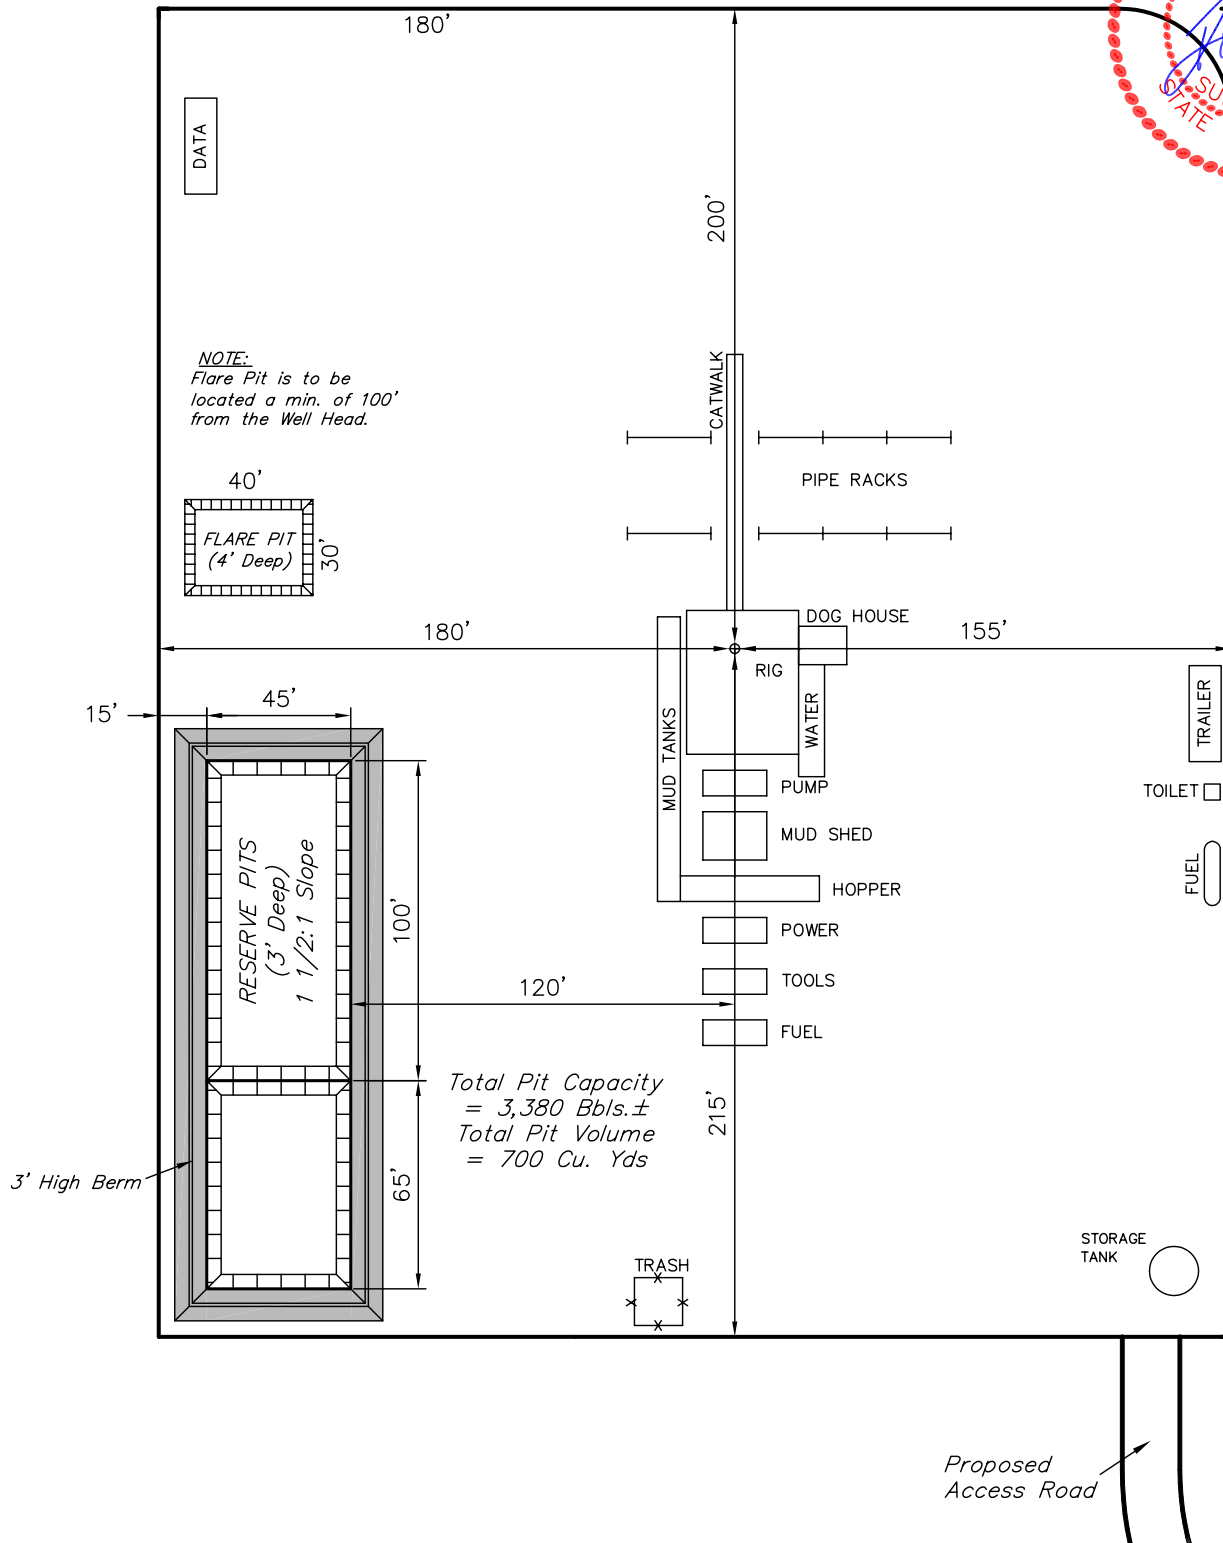 180'
DATA
200'
NOTE:
Flare Pit is to be
located a min. of 100'
from the Well Head.
CATWALK
PIPE RACKS
40'
FLARE PIT
(4' Deep)
30'
180'
DOG HOUSE
155'
RIG
15'
45'
MUD TANKS
WATER
TRAILER
PUMP
TOILET
MUD SHED
RESERVE PITS
(3' Deep)
1 1/2:1 Slope
100'
HOPPER
FUEL
POWER
TOOLS
120'
FUEL
Total Pit Capacity
= 3,380 Bbls.±
Total Pit Volume
= 700 Cu. Yds
215'
65'
3' High Berm
STORAGE
TANK
TRASH
Proposed
Access Road
STATE